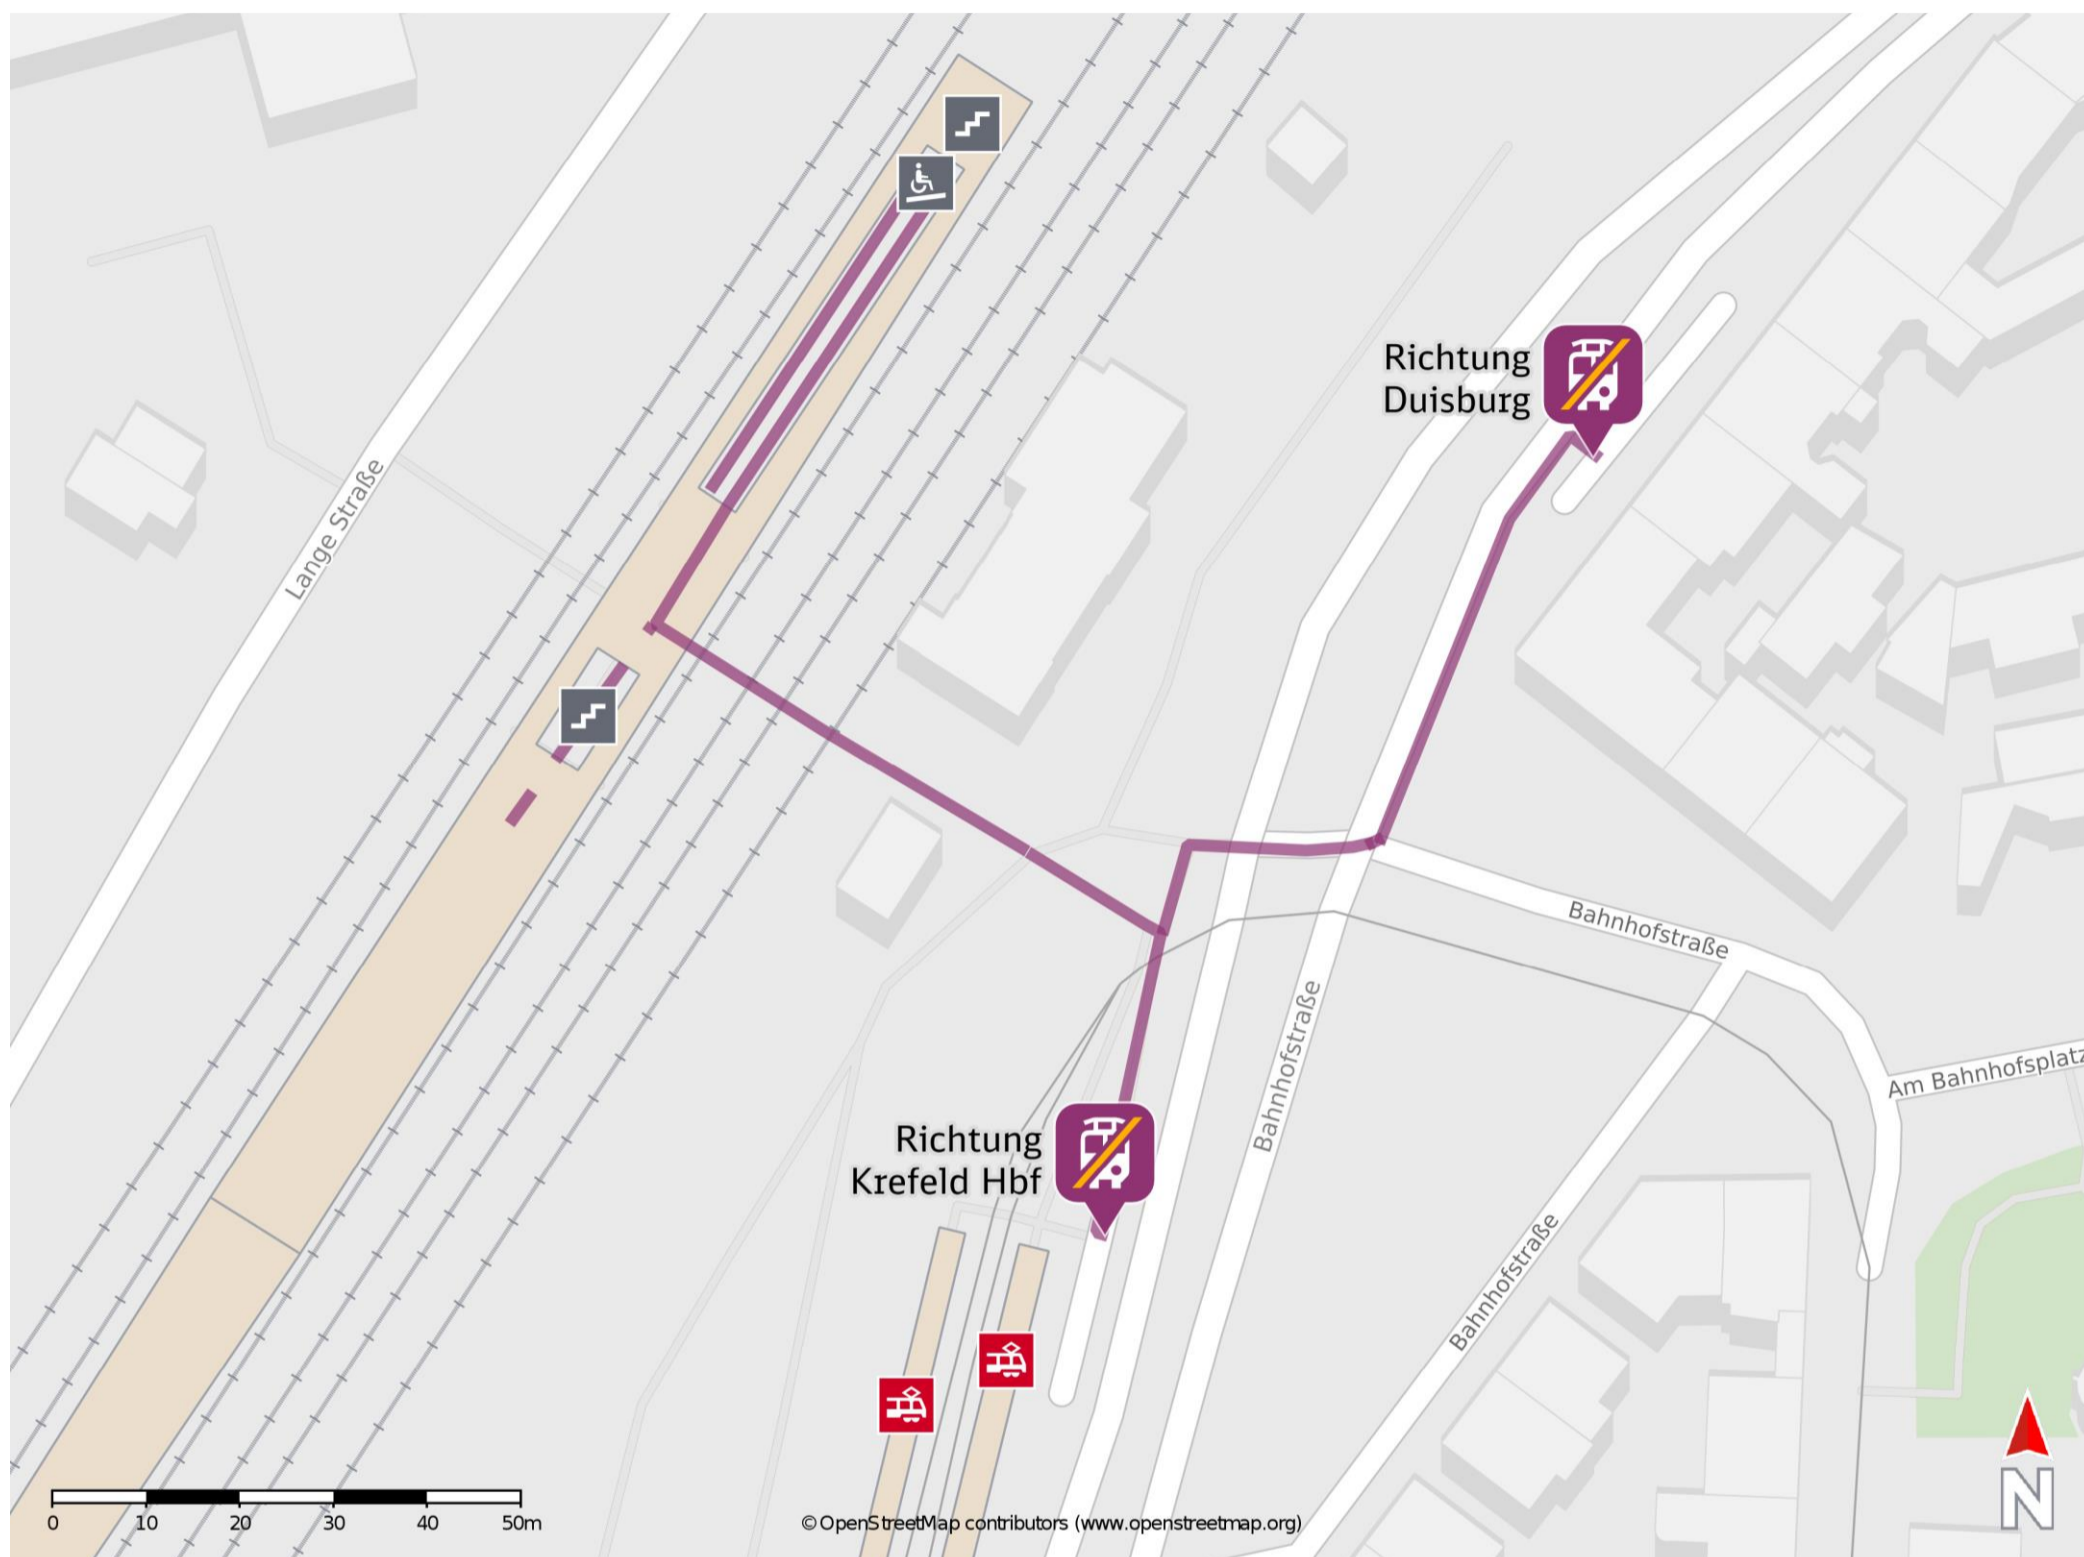 Richtung
Duisburg
Lange Straße
Bahnhofstraße
Bahnhofstraße
Am Bahnhofsplatz
Richtung
Krefeld Hbf
Bahnhofstraße
0 10 20 30 40 50m
© OpenStreetMap contributors (www.openstreetmap.org)
N